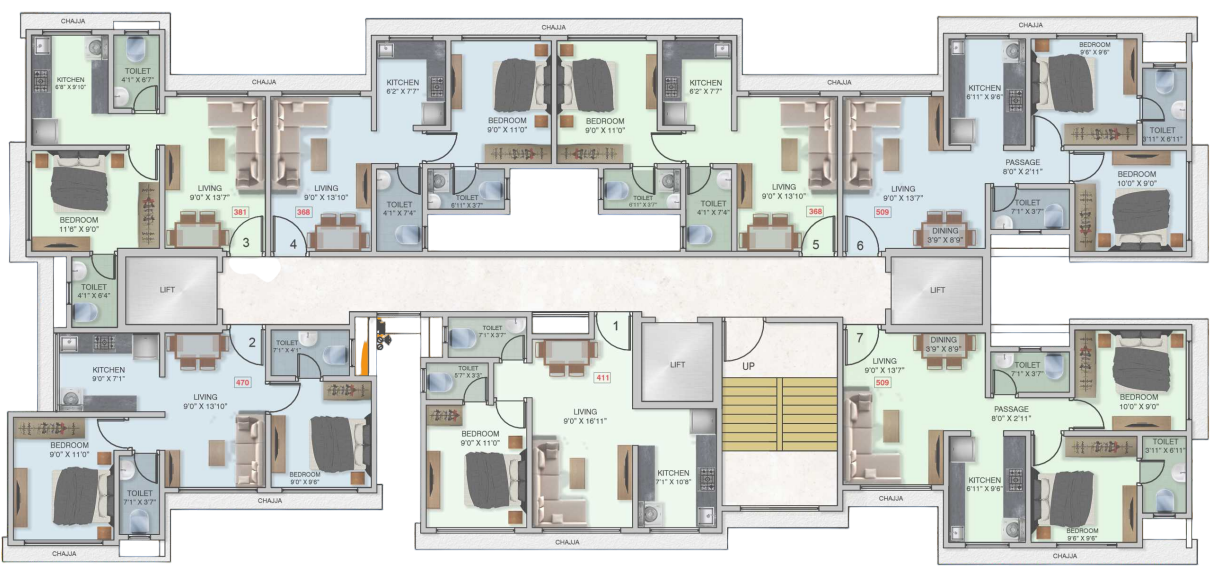 CHAJJA
CHAJJA
CHAJJA
CHAJJA
CHAJJA
CHAJJA
KITCHEN
6'8" X 9'10"
TOILET
4'1" X 6'7"
LIVING
9'0" X 13'7"
381
3
BEDROOM
11'6" X 9'0"
TOILET
4'1" X 6'4"
LIFT
LIVING
9'0" X 13'10"
368
4
KITCHEN
6'2" X 7'7"
BEDROOM
9'0" X 11'0"
TOILET
4'1" X 7'4"
TOILET
6'11" X 3'7"
BEDROOM
9'0" X 11'0"
KITCHEN
6'2" X 7'7"
TOILET
6'11" X 3'7"
TOILET
4'1" X 7'4"
LIVING
9'0" X 13'10"
368
5
LIVING
9'0" X 13'7"
509
6
DINING
3'9" X 8'9"
KITCHEN
6'11" X 9'6"
BEDROOM
9'6" X 9'6"
TOILET
3'11" X 6'11"
PASSAGE
8'0" X 2'11"
TOILET
7'1" X 3'7"
BEDROOM
10'0" X 9'0"
LIFT
2
TOILET
7'1" X 4'1"
KITCHEN
9'0" X 7'1"
470
LIVING
9'0" X 13'10"
BEDROOM
9'0" X 11'0"
TOILET
7'1" X 3'7"
BEDROOM
9'0" X 9'6"
CHAJJA
CHAJJA
TOILET
7'1" X 3'7"
TOILET
5'7" X 3'3"
1
411
LIVING
9'0" X 16'11"
BEDROOM
9'0" X 11'0"
KITCHEN
7'1" X 10'8"
LIFT
UP
CHAJJA
7
DINING
3'9" X 8'9"
LIVING
9'0" X 13'7"
509
TOILET
7'1" X 3'7"
PASSAGE
8'0" X 2'11"
BEDROOM
10'0" X 9'0"
KITCHEN
6'11" X 9'6"
TOILET
3'11" X 6'11"
BEDROOM
9'6" X 9'6"
CHAJJA
CHAJJA